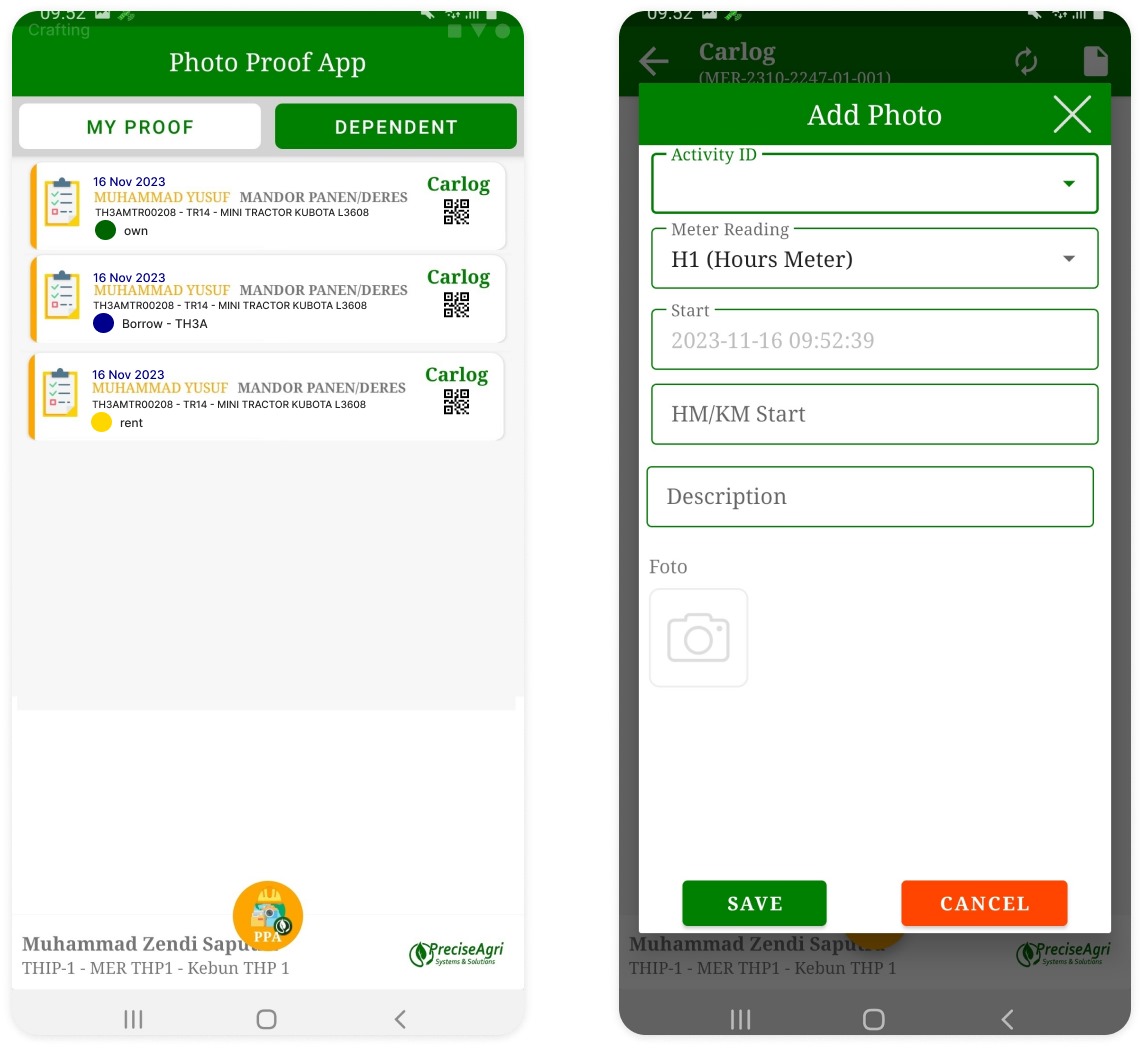 09:52
Crafting
Photo Proof App
MY PROOF
DEPENDENT
16 Nov 2023
MUHAMMAD YUSUF MANDOR PANEN/DERES
TH3AMTR00208 - TR14 - MINI TRACTOR KUBOTA L3608
own
Carlog
16 Nov 2023
MUHAMMAD YUSUF MANDOR PANEN/DERES
TH3AMTR00208 - TR14 - MINI TRACTOR KUBOTA L3608
Borrow - TH3A
Carlog
16 Nov 2023
MUHAMMAD YUSUF MANDOR PANEN/DERES
TH3AMTR00208 - TR14 - MINI TRACTOR KUBOTA L3608
rent
Carlog
PPA
Muhammad Zendi Saput
THIP-1 - MER THP1 - Kebun THP 1
PreciseAgri
Systems & Solutions
09:52
Carlog
(MER-2310-2247-01-001)
Add Photo
Activity ID
Meter Reading
H1 (Hours Meter)
Start
2023-11-16 09:52:39
HM/KM Start
Description
Foto
SAVE
CANCEL
Muhammad Zendi Saput
THIP-1 - MER THP1 - Kebun THP 1
PreciseAgri
Systems & Solutions